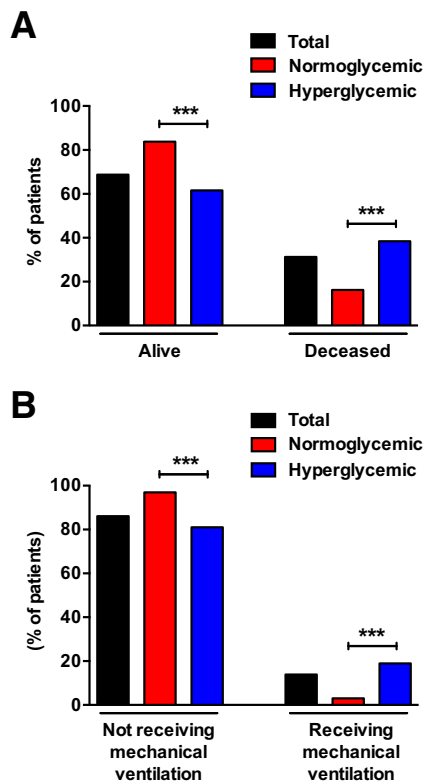 A
Total
Normoglycemic
Hyperglycemic
% of patients
100
80
60
40
20
0
***
***
Alive
Deceased
B
Total
Normoglycemic
Hyperglycemic
(% of patients)
100
80
60
40
20
0
***
***
Not receiving
mechanical
ventilation
Receiving
mechanical
ventilation